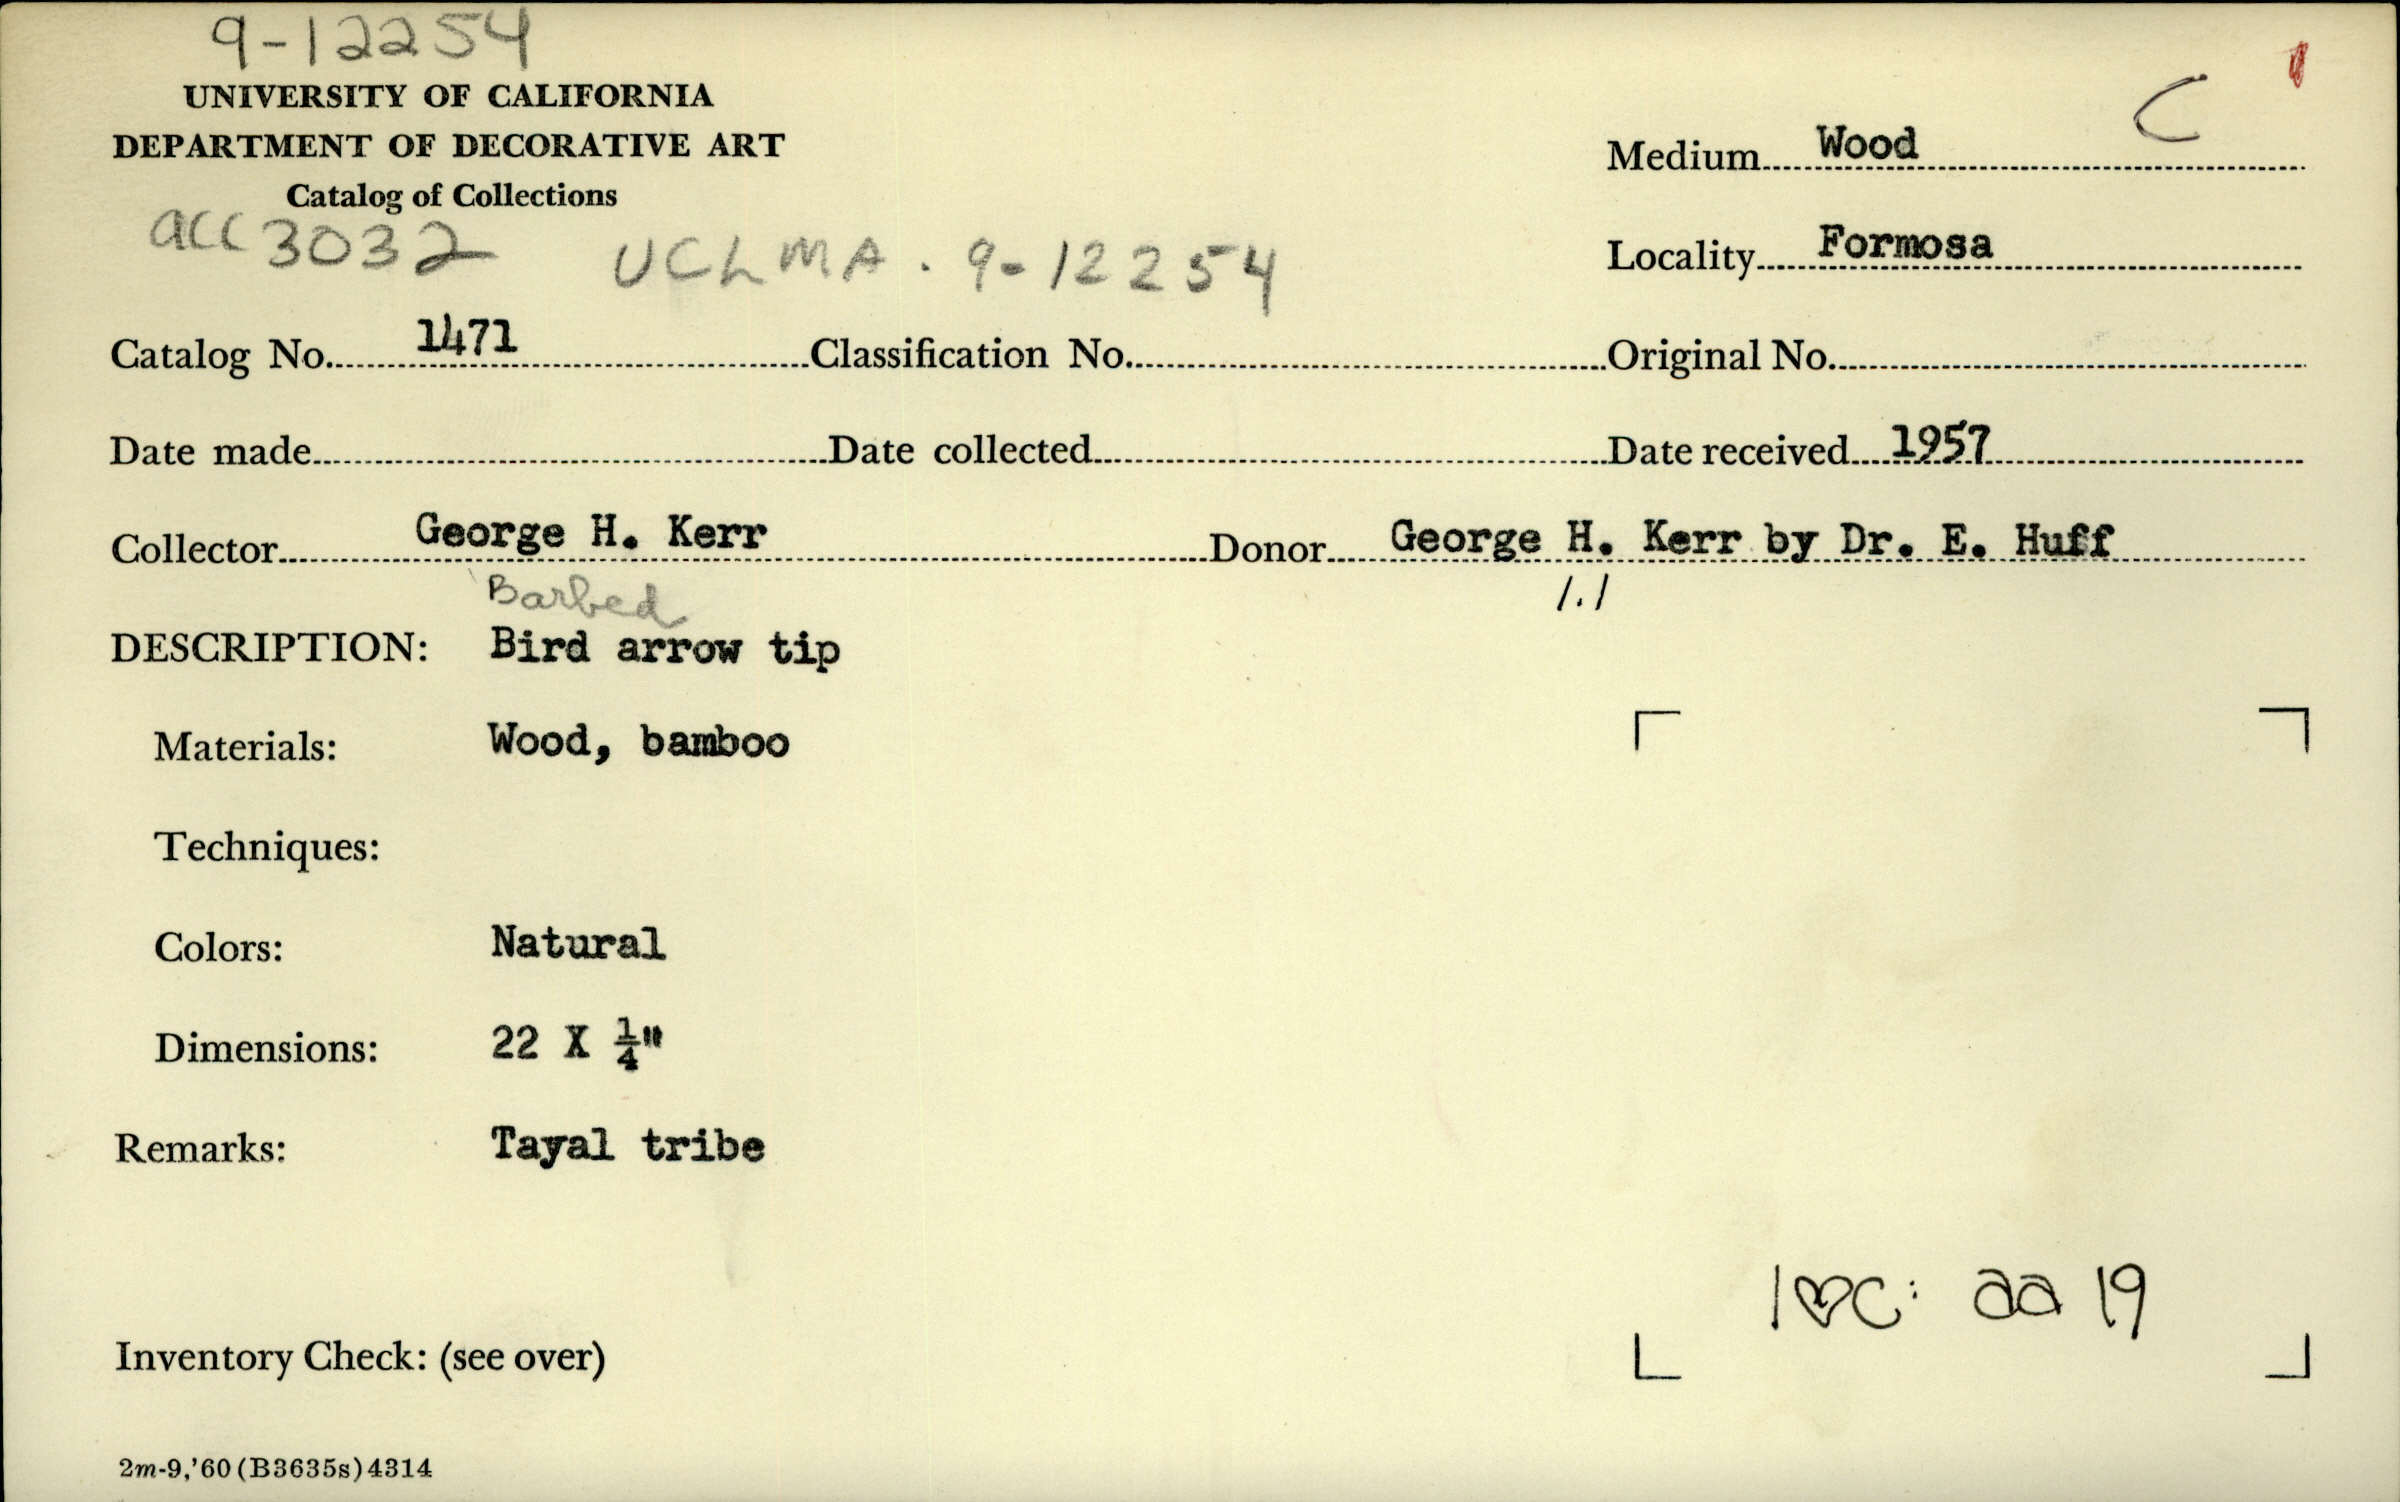 9-12254
UNIVERSITY OF CALIFORNIA
DEPARTMENT OF DECORATIVE ART
Catalog of Collections
acc 3032
UCLMA. 9-12254
C
Medium Wood
Locality Formosa
Catalog No. 1471 Classification No. Original No.
Date made Date collected Date received 1957
Collector George H. Kerr Donor George H. Kerr by Dr. E. Huff
Barbed
1.1
DESCRIPTION: Bird arrow tip
Materials: Wood, bamboo
Techniques:
Colors: Natural
Dimensions: 22 X ¼"
Remarks: Tayal tribe
aa 19
Inventory Check: (see over)
2m-9,'60(B3635s)4314